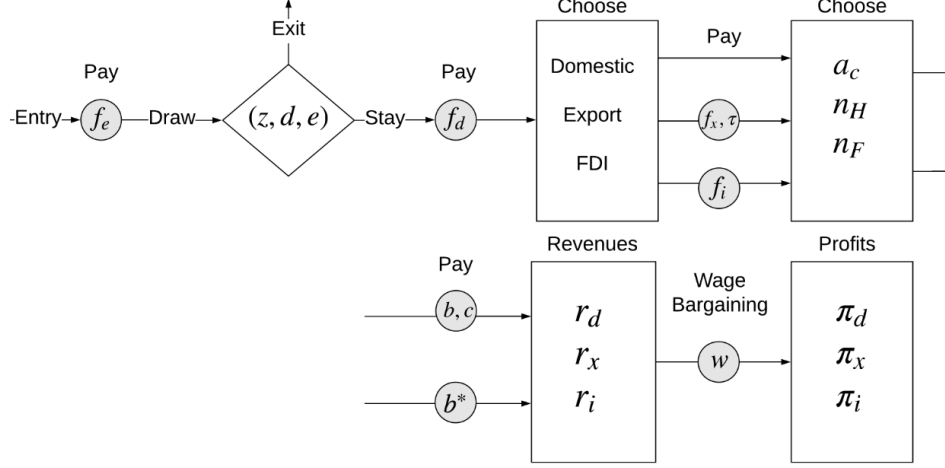 Choose
Choose
Exit
Pay
Pay
Pay
Domestic
Export
FDI
Entry
f_e
Draw
(z, d, e)
Stay
f_d
f_x, τ
f_i
a_c
n_H
n_F
Revenues
Profits
Pay
Wage
Bargaining
b, c
b*
r_d
r_x
r_i
w
π_d
π_x
π_i